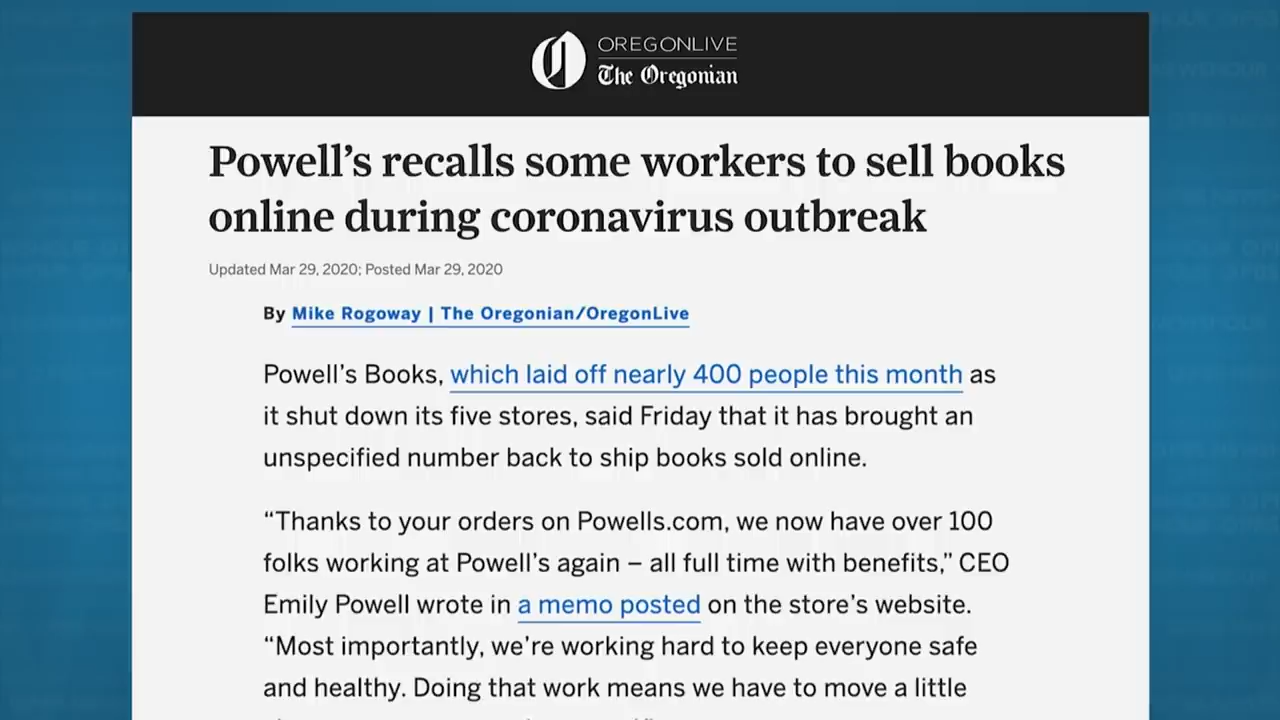 OREGONLIVE
The Oregonian
Powell’s recalls some workers to sell books
online during coronavirus outbreak
Updated Mar 29, 2020; Posted Mar 29, 2020
By Mike Rogoway | The Oregonian/OregonLive
Powell’s Books, which laid off nearly 400 people this month as
it shut down its five stores, said Friday that it has brought an
unspecified number back to ship books sold online.
“Thanks to your orders on Powells.com, we now have over 100
folks working at Powell’s again – all full time with benefits,” CEO
Emily Powell wrote in a memo posted on the store’s website.
“Most importantly, we’re working hard to keep everyone safe
and healthy. Doing that work means we have to move a little